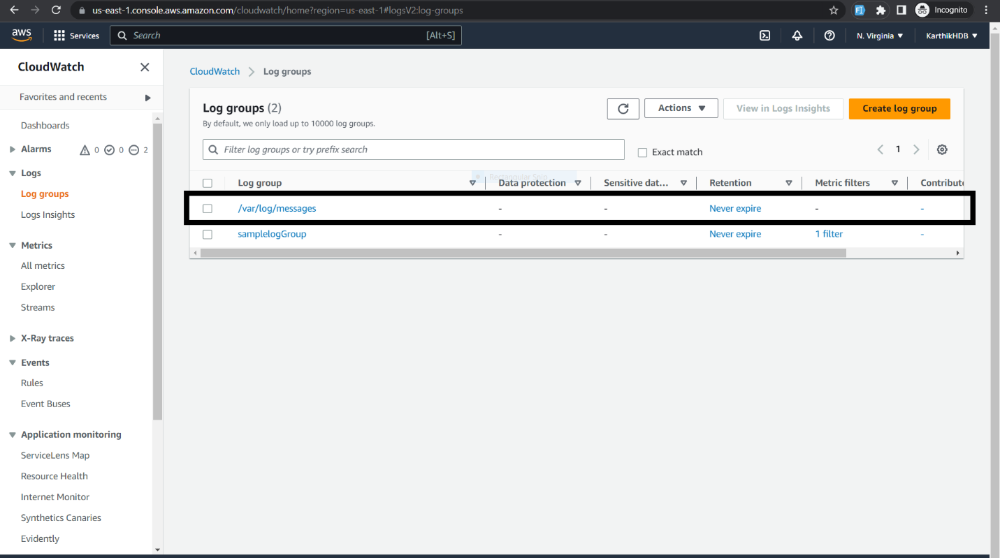 us-east-1.console.aws.amazon.com/cloudwatch/home?region=us-east-1#logsV2:log-groups
Incognito
aws
Services
Search
[Alt+S]
N. Virginia
KarthikHDB
CloudWatch
Favorites and recents
Dashboards
Alarms 0 0 2
Logs
Log groups
Logs Insights
Metrics
All metrics
Explorer
Streams
X-Ray traces
Events
Rules
Event Buses
Application monitoring
ServiceLens Map
Resource Health
Internet Monitor
Synthetics Canaries
Evidently
CloudWatch > Log groups
Log groups (2)
By default, we only load up to 10000 log groups.
Actions
View in Logs Insights
Create log group
Filter log groups or try prefix search
Exact match
1
Rectangular Snip
Log group Data protection Sensitive dat... Retention Metric filters Contribute
/var/log/messages - - Never expire - -
samplelogGroup - - Never expire 1 filter -